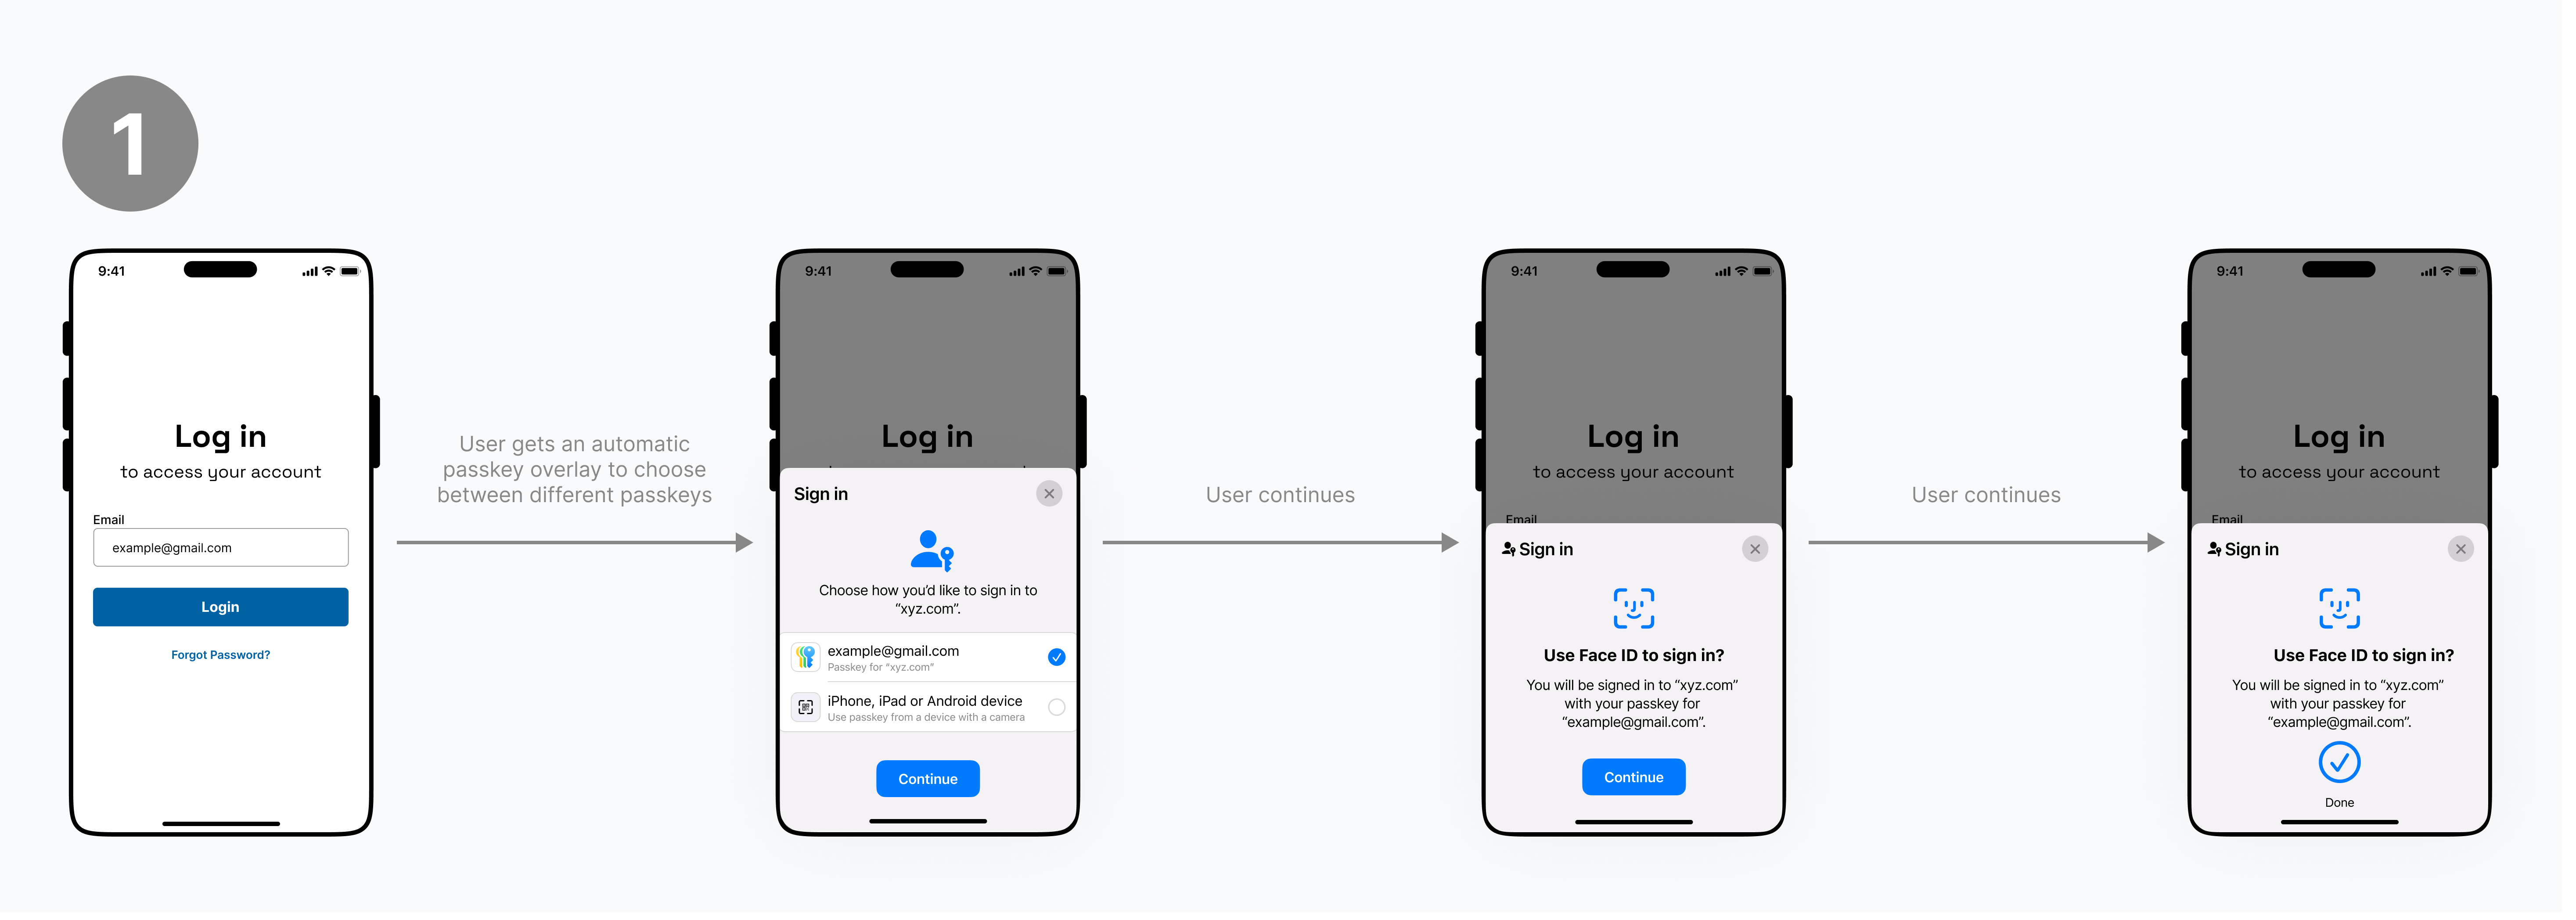 1
9:41
Log in
to access your account
Email
example@gmail.com
Login
Forgot Password?
User gets an automatic
passkey overlay to choose
between different passkeys
9:41
Log in
Sign in
Choose how you’d like to sign in to
“xyz.com”.
example@gmail.com
Passkey for “xyz.com”
iPhone, iPad or Android device
Use passkey from a device with a camera
Continue
User continues
9:41
Log in
to access your account
Email
Sign in
Use Face ID to sign in?
You will be signed in to “xyz.com”
with your passkey for
“example@gmail.com”.
Continue
User continues
9:41
Log in
to access your account
Email
Sign in
Use Face ID to sign in?
You will be signed in to “xyz.com”
with your passkey for
“example@gmail.com”.
Done